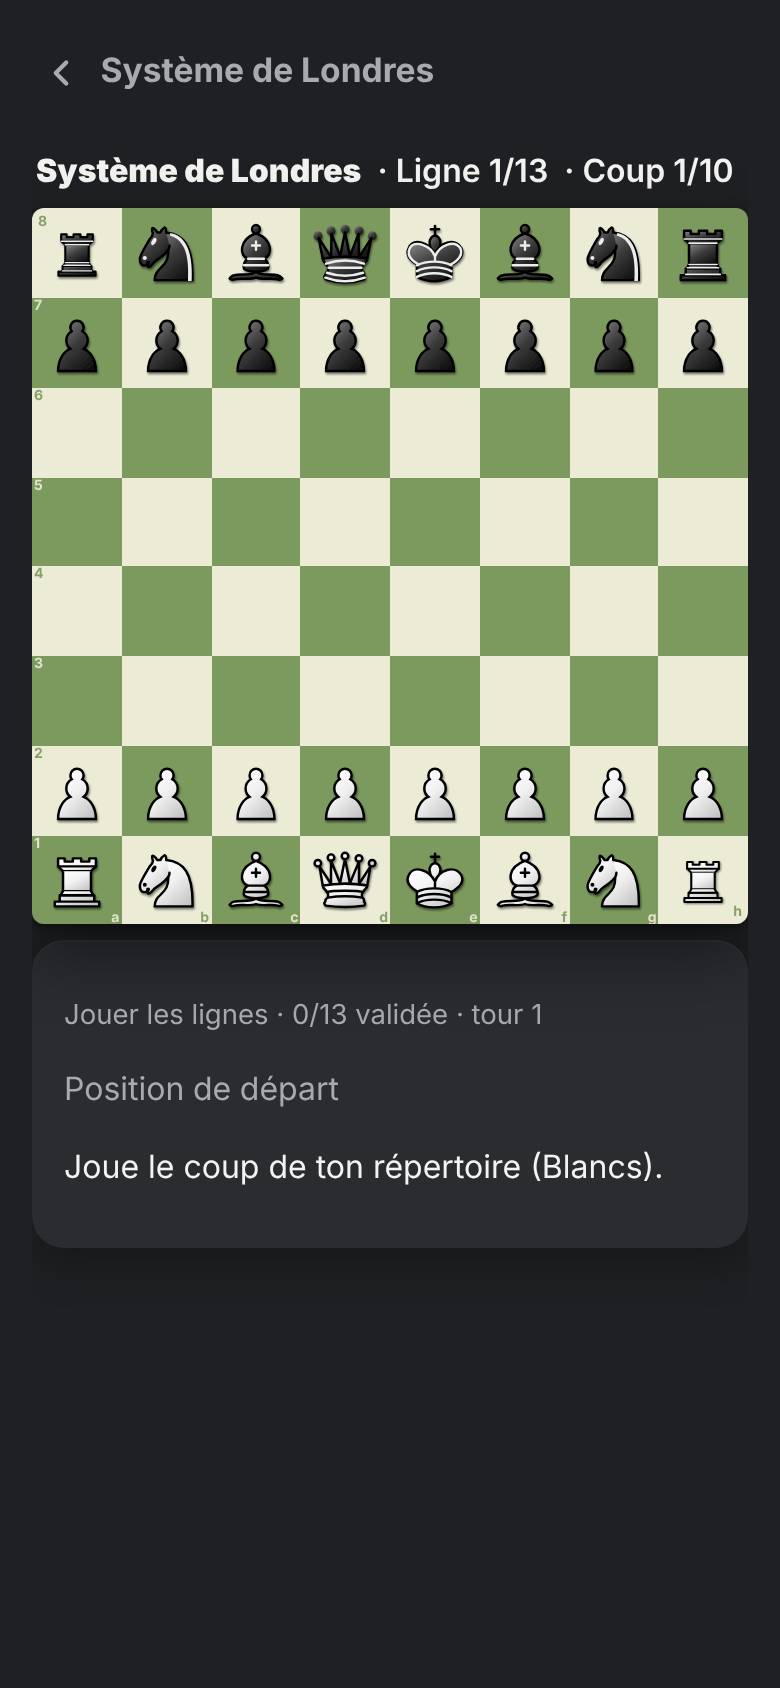 Système de Londres
Système de Londres · Ligne 1/13 · Coup 1/10
8
7
6
5
4
3
2
1
a b c d e f g h
Jouer les lignes · 0/13 validée · tour 1
Position de départ
Joue le coup de ton répertoire (Blancs).